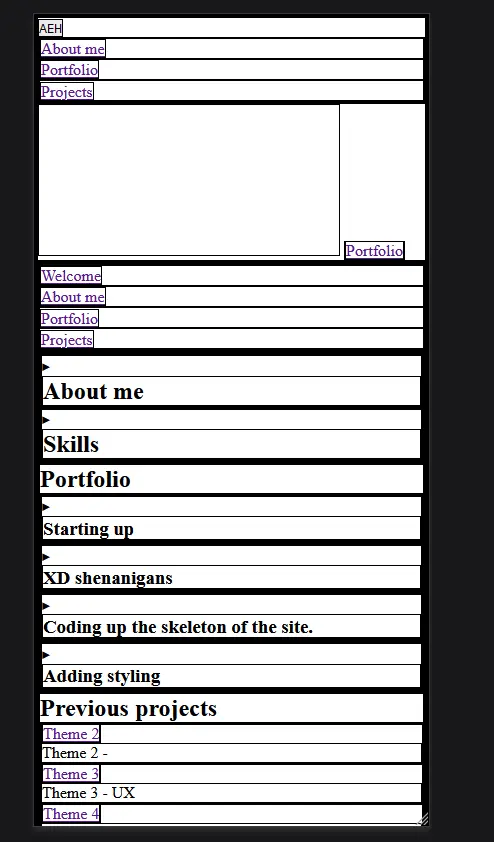 AEH
About me
Portfolio
Projects
Portfolio
Welcome
About me
Portfolio
Projects
About me
Skills
Portfolio
Starting up
XD shenanigans
Coding up the skeleton of the site.
Adding styling
Previous projects
Theme 2
Theme 2 -
Theme 3
Theme 3 - UX
Theme 4